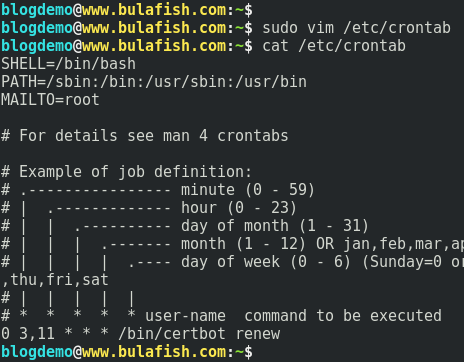 blogdemo@www.bulafish.com:~$
blogdemo@www.bulafish.com:~$ sudo vim /etc/crontab
blogdemo@www.bulafish.com:~$ cat /etc/crontab
SHELL=/bin/bash
PATH=/sbin:/bin:/usr/sbin:/usr/bin
MAILTO=root
# For details see man 4 crontabs
# Example of job definition:
# .---------------- minute (0 - 59)
# |  .------------- hour (0 - 23)
# |  |  .---------- day of month (1 - 31)
# |  |  |  .------- month (1 - 12) OR jan,feb,mar,ap
# |  |  |  |  .---- day of week (0 - 6) (Sunday=0 or
,thu,fri,sat
# |  |  |  |  |
# *  *  *  *  * user-name  command to be executed
0 3,11 * * * /bin/certbot renew
blogdemo@www.bulafish.com:~$